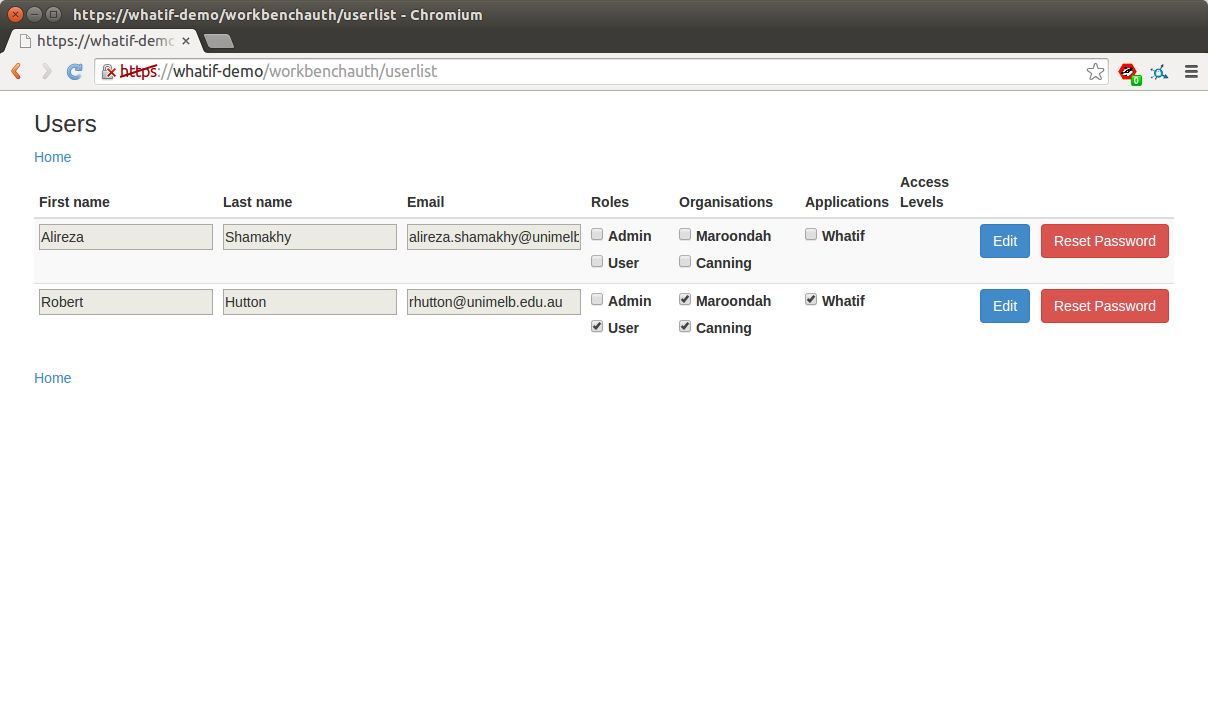 https://whatif-demo/workbenchauth/userlist - Chromium
https://whatif-demo
https://whatif-demo/workbenchauth/userlist
0
Users
Home
First name Last name Email Roles Organisations Applications Access Levels
Alireza Shamakhy alireza.shamakhy@unimelb Admin Maroondah Whatif Edit Reset Password
User Canning
Robert Hutton rhutton@unimelb.edu.au Admin Maroondah Whatif Edit Reset Password
User Canning
Home